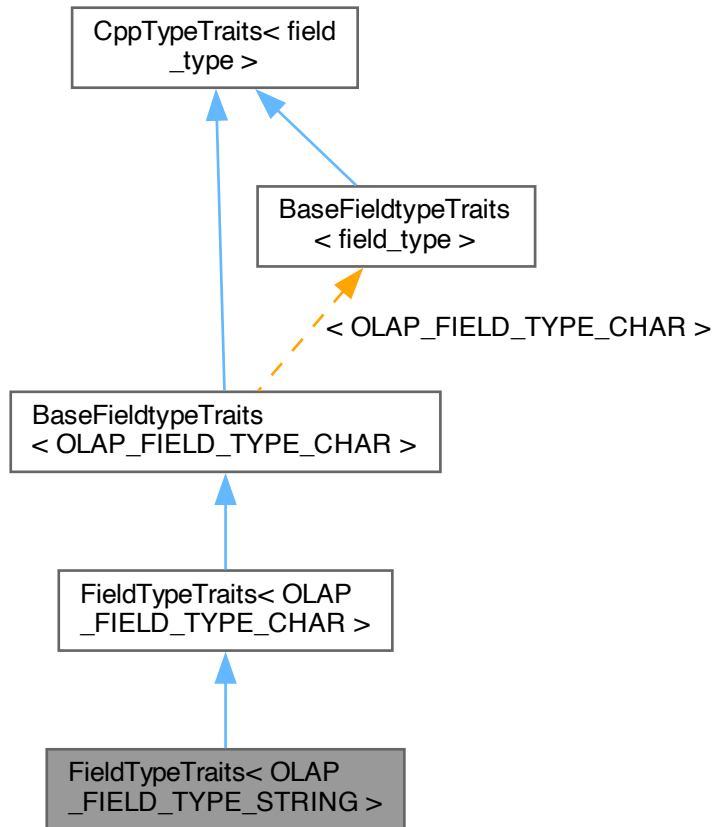 CppTypeTraits< field
_type >
BaseFieldtypeTraits
< field_type >
< OLAP_FIELD_TYPE_CHAR >
BaseFieldtypeTraits
< OLAP_FIELD_TYPE_CHAR >
FieldTypeTraits< OLAP
_FIELD_TYPE_CHAR >
FieldTypeTraits< OLAP
_FIELD_TYPE_STRING >